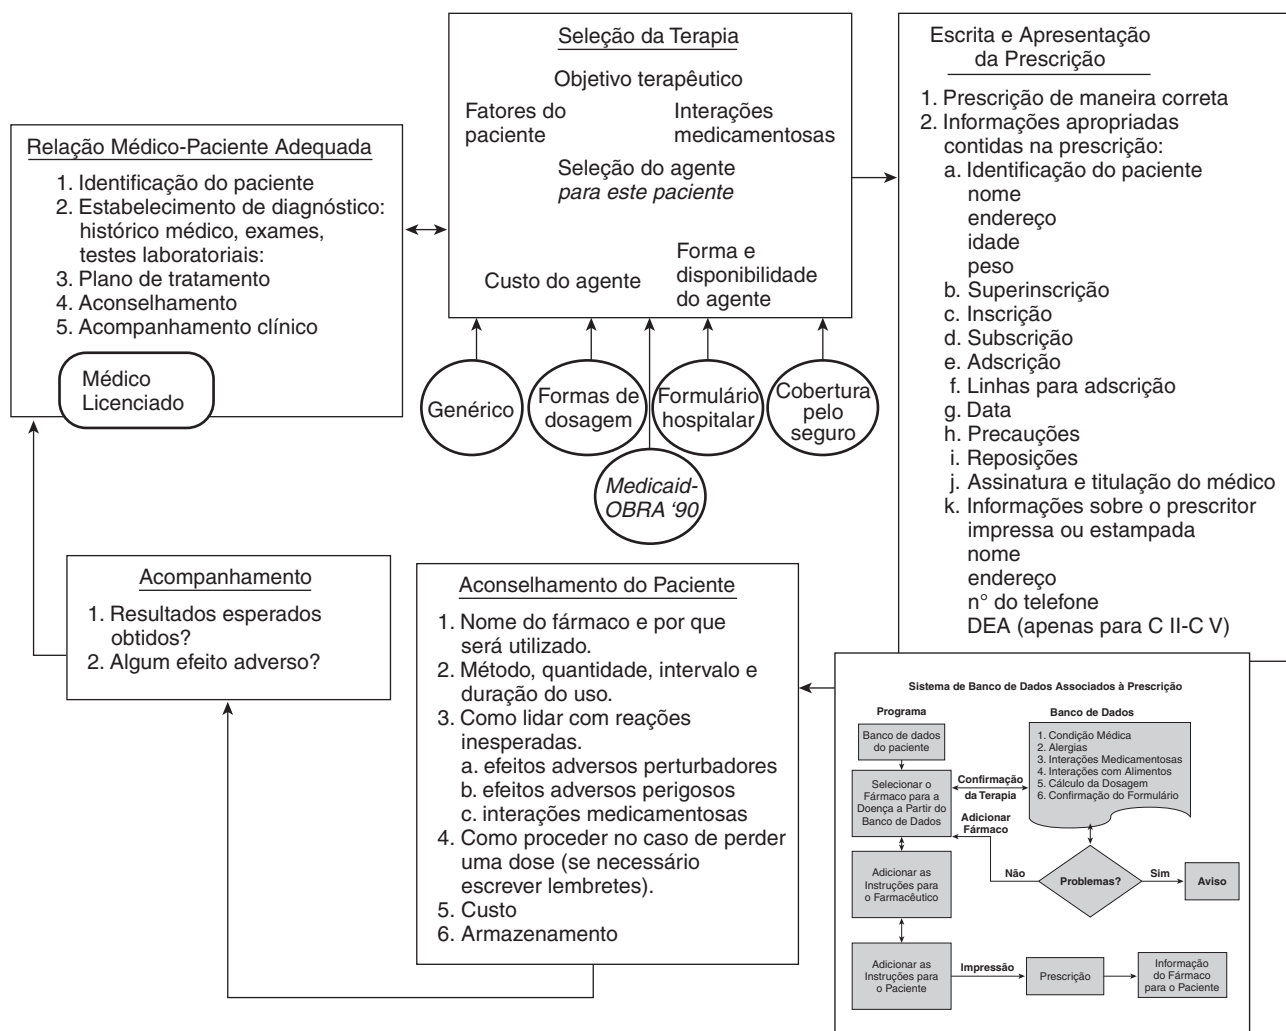 Relação Médico-Paciente Adequada
1. Identificação do paciente
2. Estabelecimento de diagnóstico:
histórico médico, exames,
testes laboratoriais:
3. Plano de tratamento
4. Aconselhamento
5. Acompanhamento clínico
Médico
Licenciado
Seleção da Terapia
Objetivo terapêutico
Fatores do
paciente
Interações
medicamentosas
Seleção do agente
para este paciente
Custo do agente
Forma e
disponibilidade
do agente
Genérico
Formas de
dosagem
Formulário
hospitalar
Cobertura
pelo
seguro
Medicaid-
OBRA ‘90
Escrita e Apresentação
da Prescrição
1. Prescrição de maneira correta
2. Informações apropriadas
contidas na prescrição:
a. Identificação do paciente
nome
endereço
idade
peso
b. Superinscrição
c. Inscrição
d. Subscrição
e. Adscrição
f. Linhas para adscrição
g. Data
h. Precauções
i. Reposições
j. Assinatura e titulação do médico
k. Informações sobre o prescritor
impressa ou estampada
nome
endereço
n° do telefone
DEA (apenas para C II-C V)
Sistema de Banco de Dados Associados à Prescrição
Programa
Banco de Dados
Banco de dados
do paciente
1. Condição Médica
2. Alergias
3. Interações Medicamentosas
4. Interações com Alimentos
5. Cálculo da Dosagem
6. Confirmação do Formulário
Selecionar o
Fármaco para a
Doença a Partir do
Banco de Dados
Confirmação
da Terapia
Adicionar
Fármaco
Não
Problemas?
Sim
Aviso
Adicionar as
Instruções para
o Farmacêutico
Adicionar as
Instruções para
o Paciente
Impressão
Prescrição
Informação
do Fármaco
para o Paciente
Aconselhamento do Paciente
1. Nome do fármaco e por que
será utilizado.
2. Método, quantidade, intervalo e
duração do uso.
3. Como lidar com reações
inesperadas.
a. efeitos adversos perturbadores
b. efeitos adversos perigosos
c. interações medicamentosas
4. Como proceder no caso de perder
uma dose (se necessário
escrever lembretes).
5. Custo
6. Armazenamento
Acompanhamento
1. Resultados esperados
obtidos?
2. Algum efeito adverso?